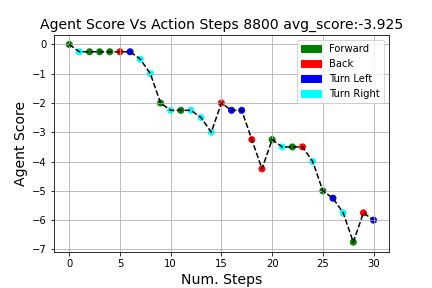 Agent Score Vs Action Steps 8800 avg_score:-3.925
Forward
Back
Turn Left
Turn Right
Agent Score
0
−1
−2
−3
−4
−5
−6
−7
0 5 10 15 20 25 30
Num. Steps